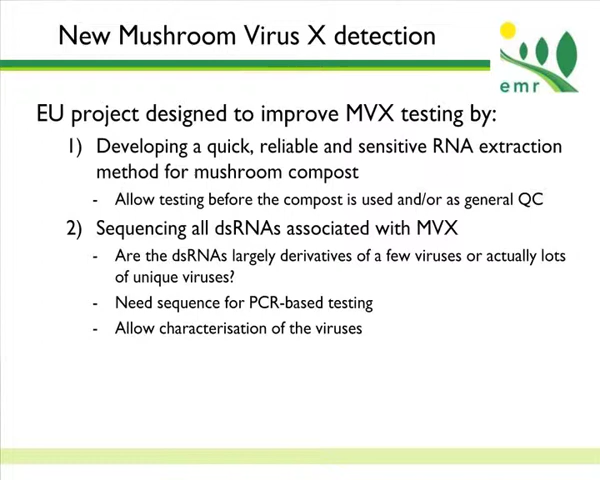 New Mushroom Virus X detection
emr
EU project designed to improve MVX testing by:
1) Developing a quick, reliable and sensitive RNA extraction
method for mushroom compost
- Allow testing before the compost is used and/or as general QC
2) Sequencing all dsRNAs associated with MVX
- Are the dsRNAs largely derivatives of a few viruses or actually lots
of unique viruses?
- Need sequence for PCR-based testing
- Allow characterisation of the viruses